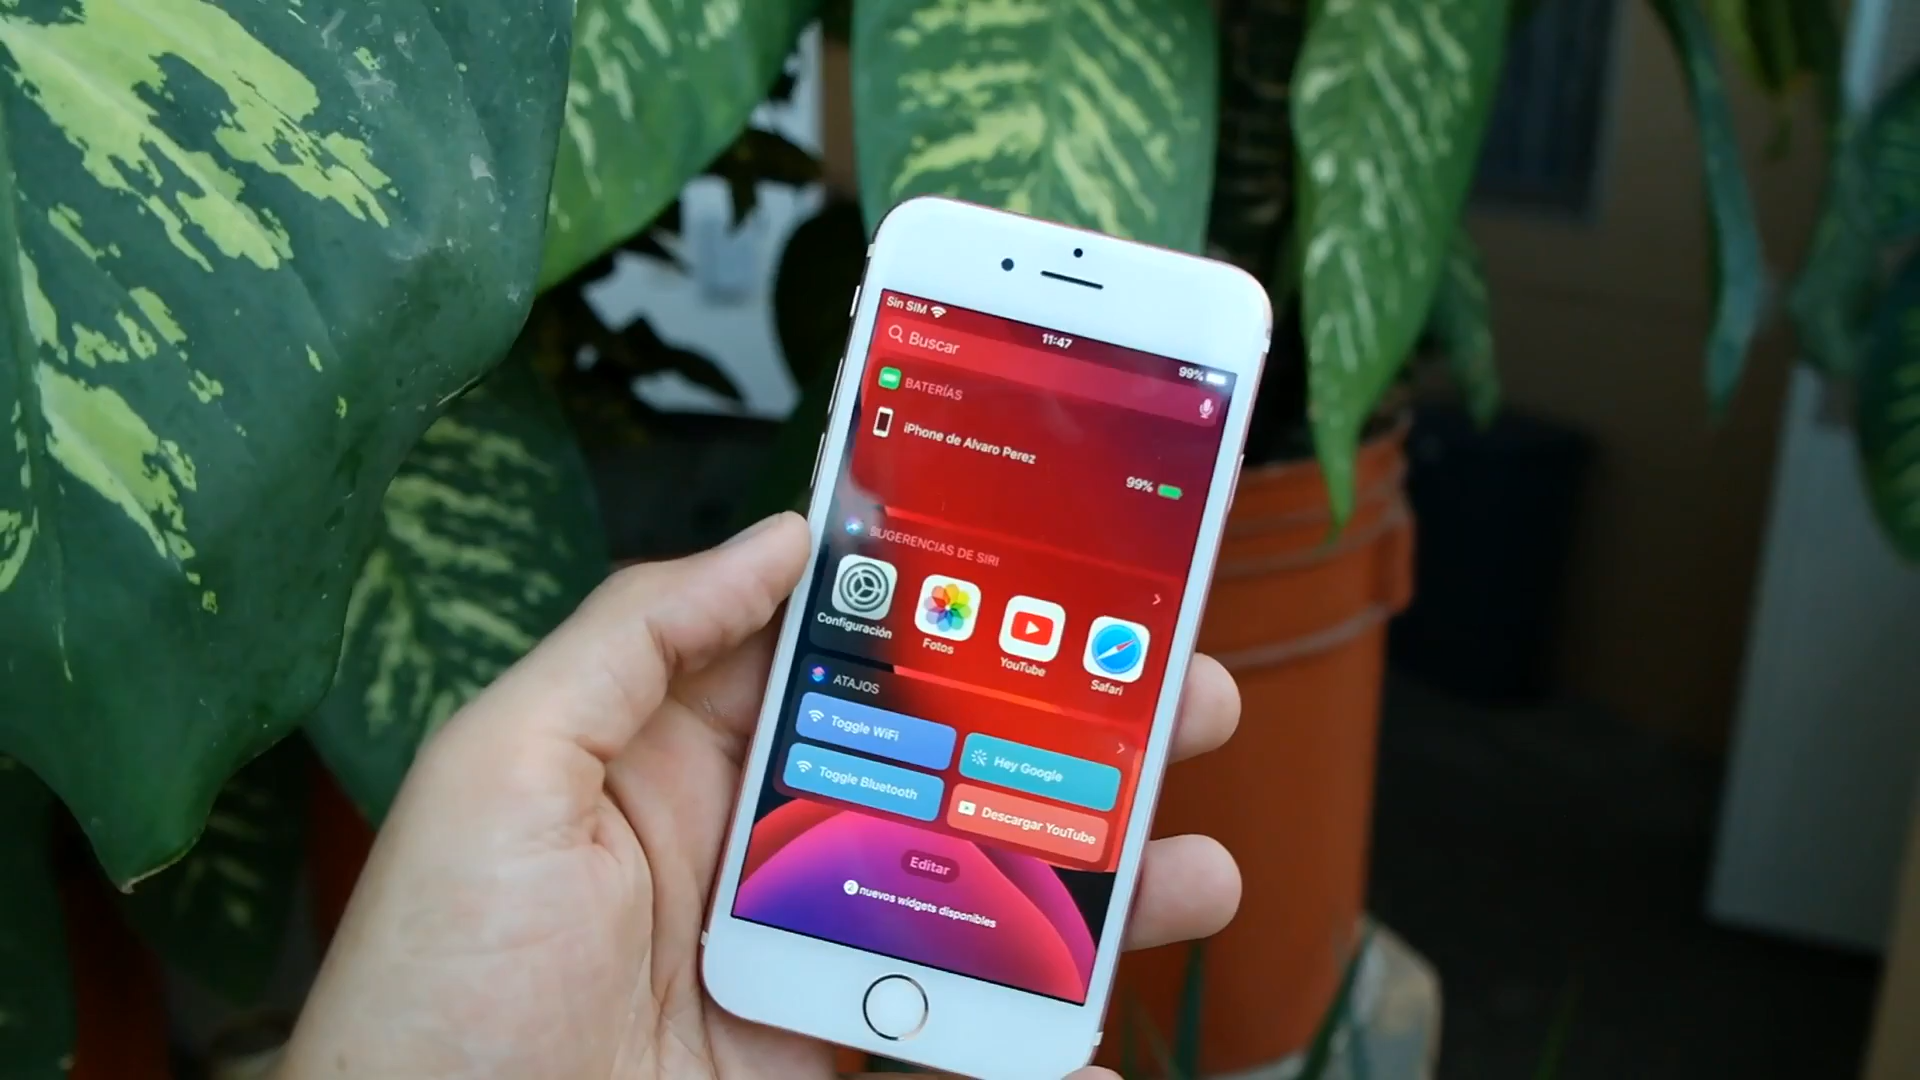 Sin SIM
11:47
99%
Buscar
BATERÍAS
iPhone de Alvaro Perez
99%
SUGERENCIAS DE SIRI
Configuración
Fotos
YouTube
Safari
ATAJOS
Toggle WiFi
Hey Google
Toggle Bluetooth
Descargar YouTube
Editar
2 nuevos widgets disponibles